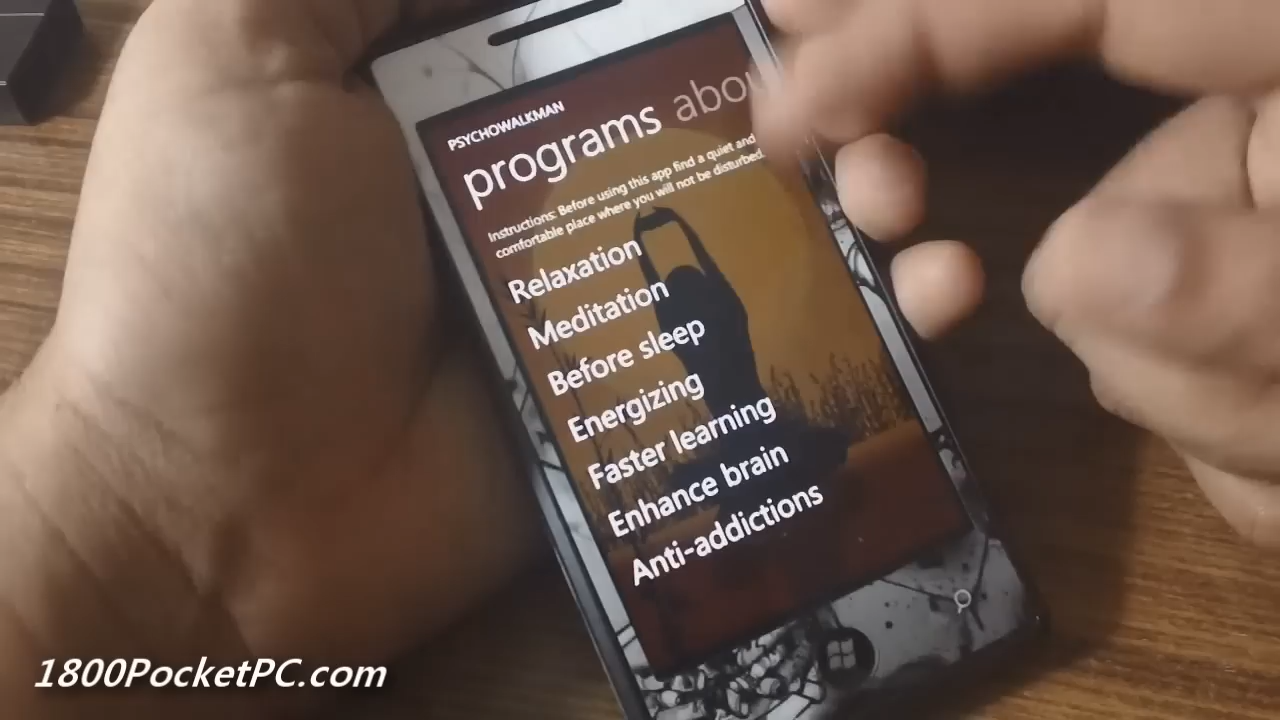 PSYCHOWALKMAN
programs abou
Instructions: Before using this app find a quiet and
comfortable place where you will not be disturbed.
Relaxation
Meditation
Before sleep
Energizing
Faster learning
Enhance brain
Anti-addictions
1800PocketPC.com